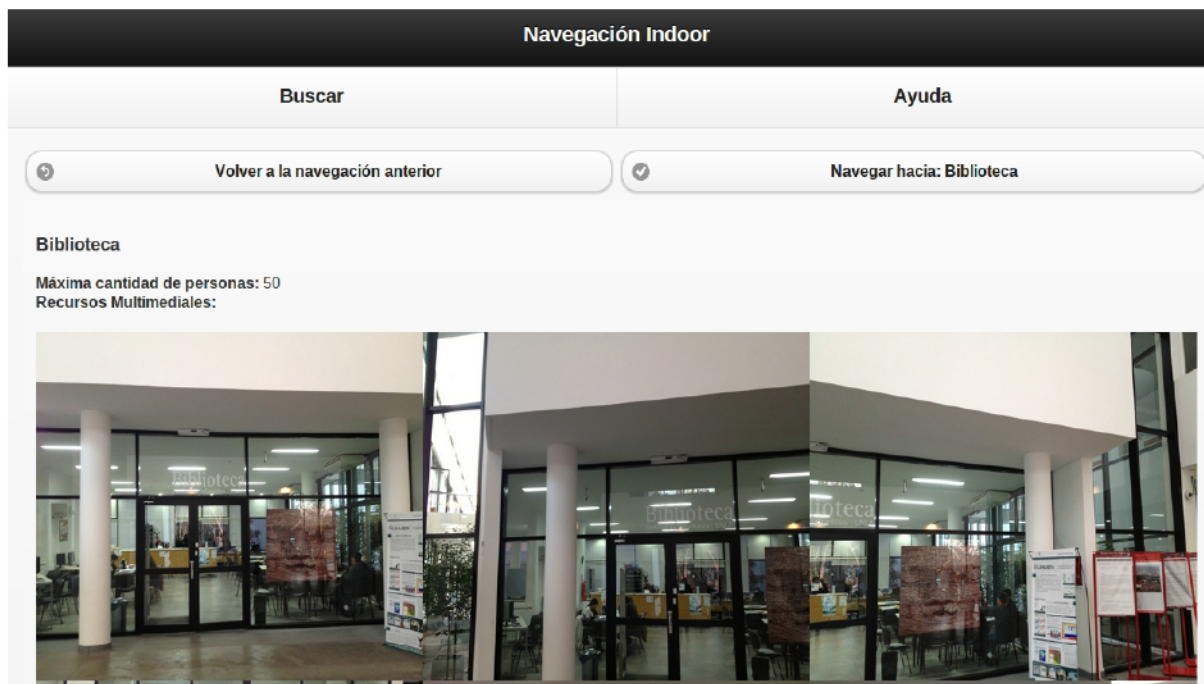 Navegación Indoor
Buscar
Ayuda
Volver a la navegación anterior
Navegar hacia: Biblioteca
Biblioteca
Máxima cantidad de personas: 50
Recursos Multimediales:
Biblioteca
Biblioteca
ioteca